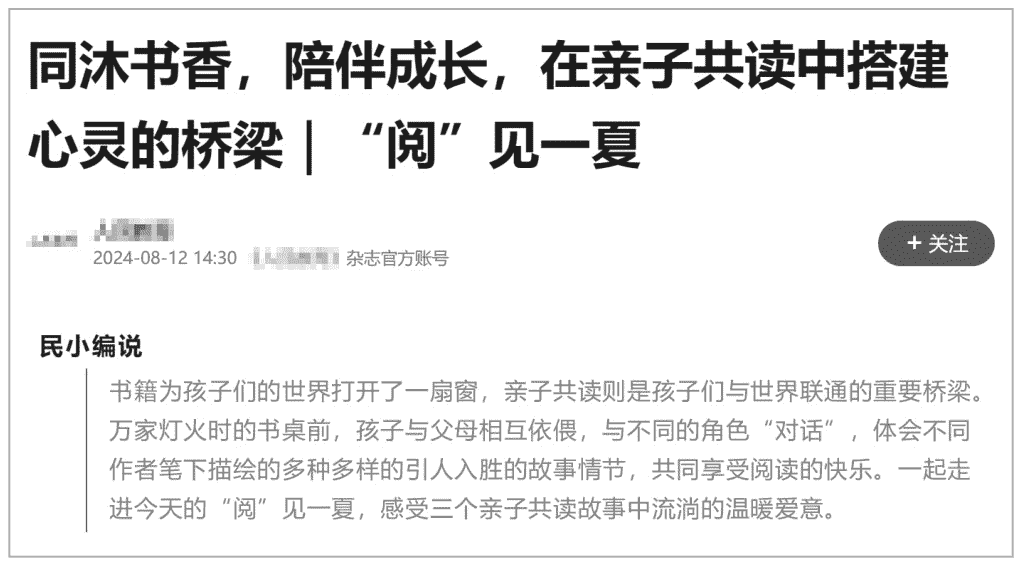 同沐书香，陪伴成长，在亲子共读中搭建
心灵的桥梁｜“阅”见一夏
2024-08-12 14:30 杂志官方账号
+ 关注
民小编说
书籍为孩子们的世界打开了一扇窗，亲子共读则是孩子们与世界联通的重要桥梁。
万家灯火时的书桌前，孩子与父母相互依偎，与不同的角色“对话”，体会不同
作者笔下描绘的多种多样的引人入胜的故事情节，共同享受阅读的快乐。一起走
进今天的“阅”见一夏，感受三个亲子共读故事中流淌的温暖爱意。